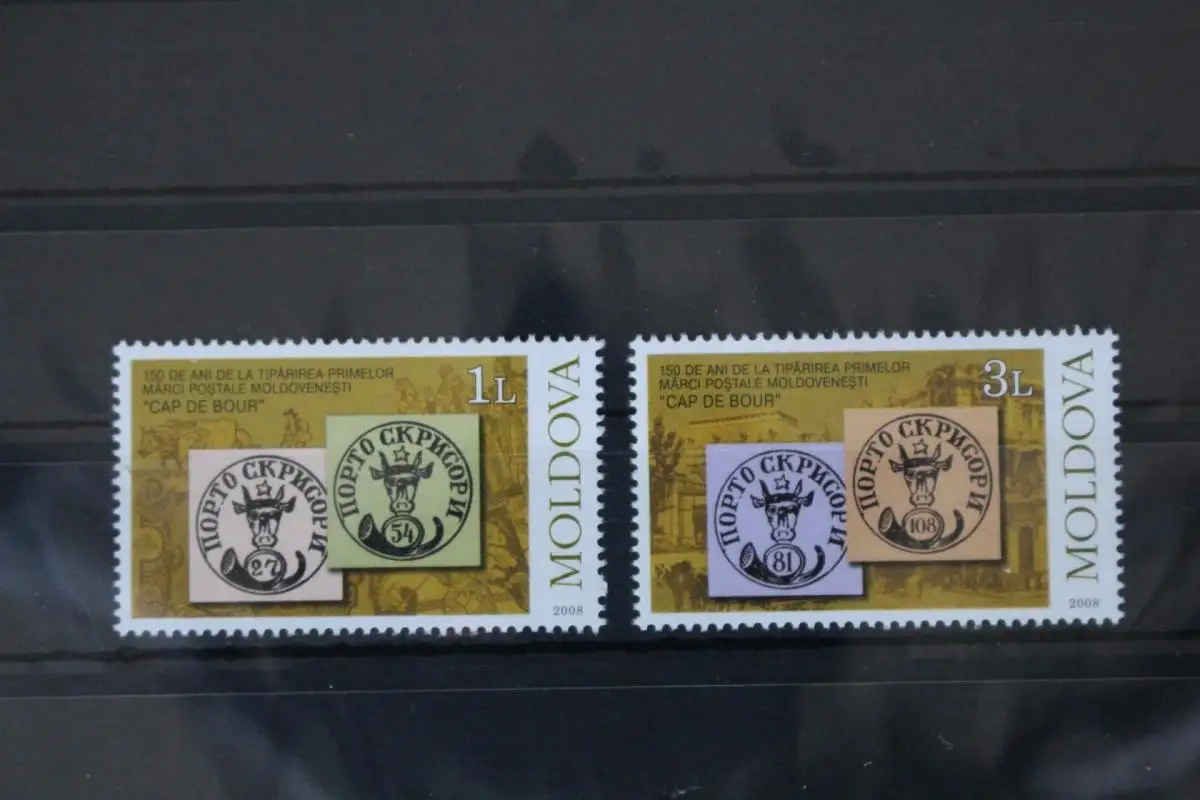 150 DE ANI DE LA TIPĂRIREA PRIMELOR
MĂRCI POȘTALE MOLDOVENEȘTI
"CAP DE BOUR"
1L
ПОРТО СКРИСОРИ
27
ПОРТО СКРИСОРИ
54
MOLDOVA
2008
150 DE ANI DE LA TIPĂRIREA PRIMELOR
MĂRCI POȘTALE MOLDOVENEȘTI
"CAP DE BOUR"
3L
ПОРТО СКРИСОРИ
81
ПОРТО СКРИСОРИ
108
MOLDOVA
2008